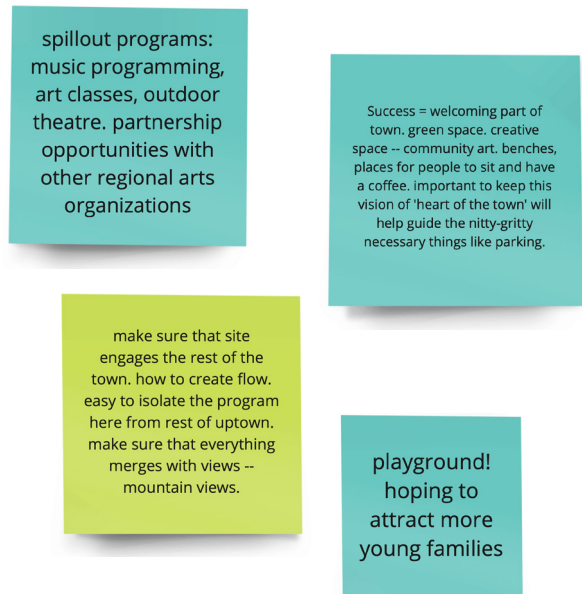 spillout programs:
music programming,
art classes, outdoor
theatre. partnership
opportunities with
other regional arts
organizations
Success = welcoming part of
town. green space. creative
space -- community art. benches,
places for people to sit and have
a coffee. important to keep this
vision of 'heart of the town' will
help guide the nitty-gritty
necessary things like parking.
make sure that site
engages the rest of the
town. how to create flow.
easy to isolate the program
here from rest of uptown.
make sure that everything
merges with views --
mountain views.
playground!
hoping to
attract more
young families